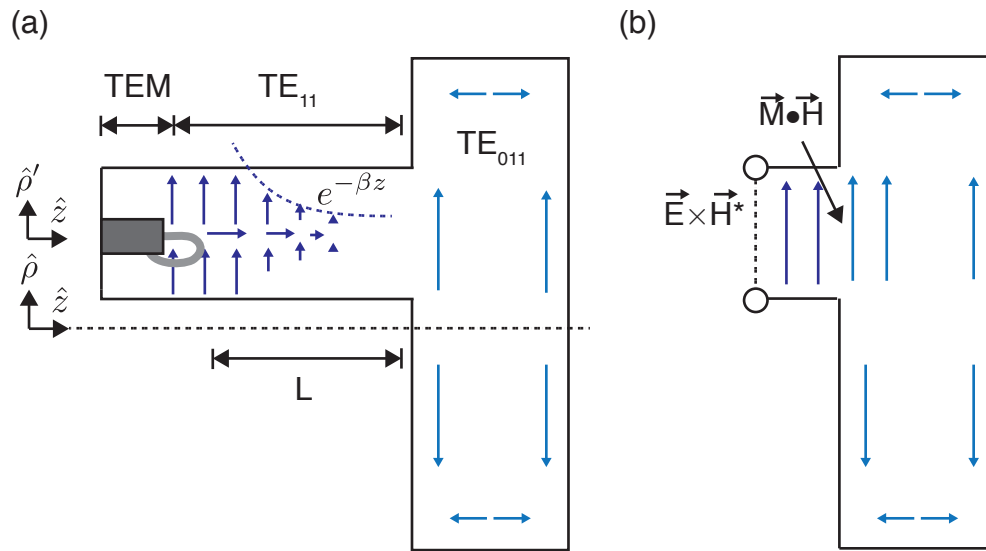 (a)
TEM
TE₁₁
TE₀₁₁
e^{−βz}
ρ̂′
ẑ
ρ̂
ẑ
L
(b)
M⃗•H⃗
E⃗×H⃗*